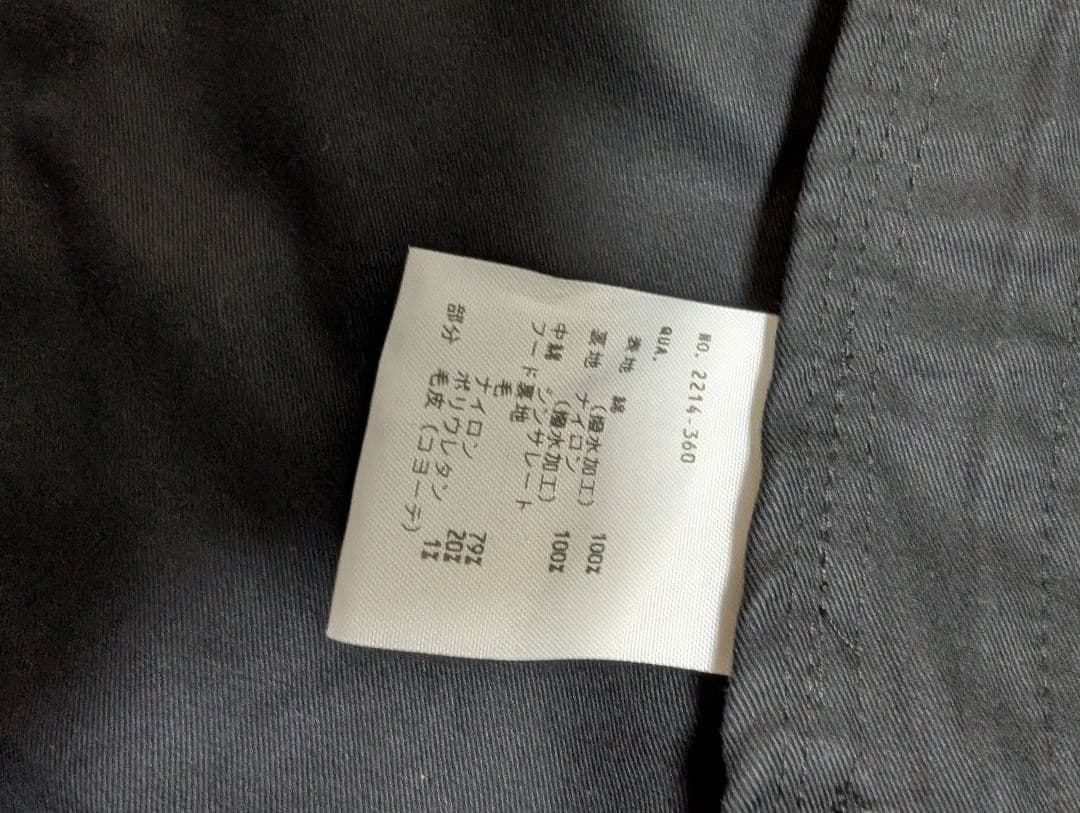 NO. 2214-360
QUA.
表地 綿 100%
(撥水加工)
裏地 ナイロン 100%
(撥水加工)
中綿 シンサレート
フード裏地
毛 79%
ナイロン 20%
ポリウレタン 1%
部分 毛皮(コヨーテ)